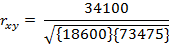 r_xy = 34100 / √{18600}{73475}